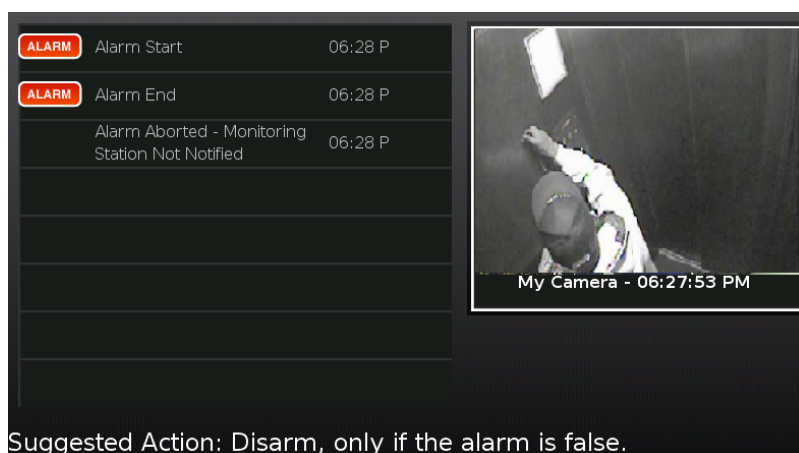 ALARM Alarm Start 06:28 P
ALARM Alarm End 06:28 P
Alarm Aborted - Monitoring
Station Not Notified 06:28 P
My Camera - 06:27:53 PM
Suggested Action: Disarm, only if the alarm is false.